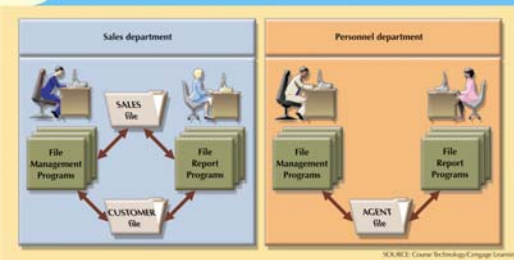 Sales department
Personnel department
SALES
file
File
Management
Programs
File
Report
Programs
CUSTOMER
file
File
Management
Programs
File
Report
Programs
AGENT
file
SOURCE: Course Technology/Cengage Learning